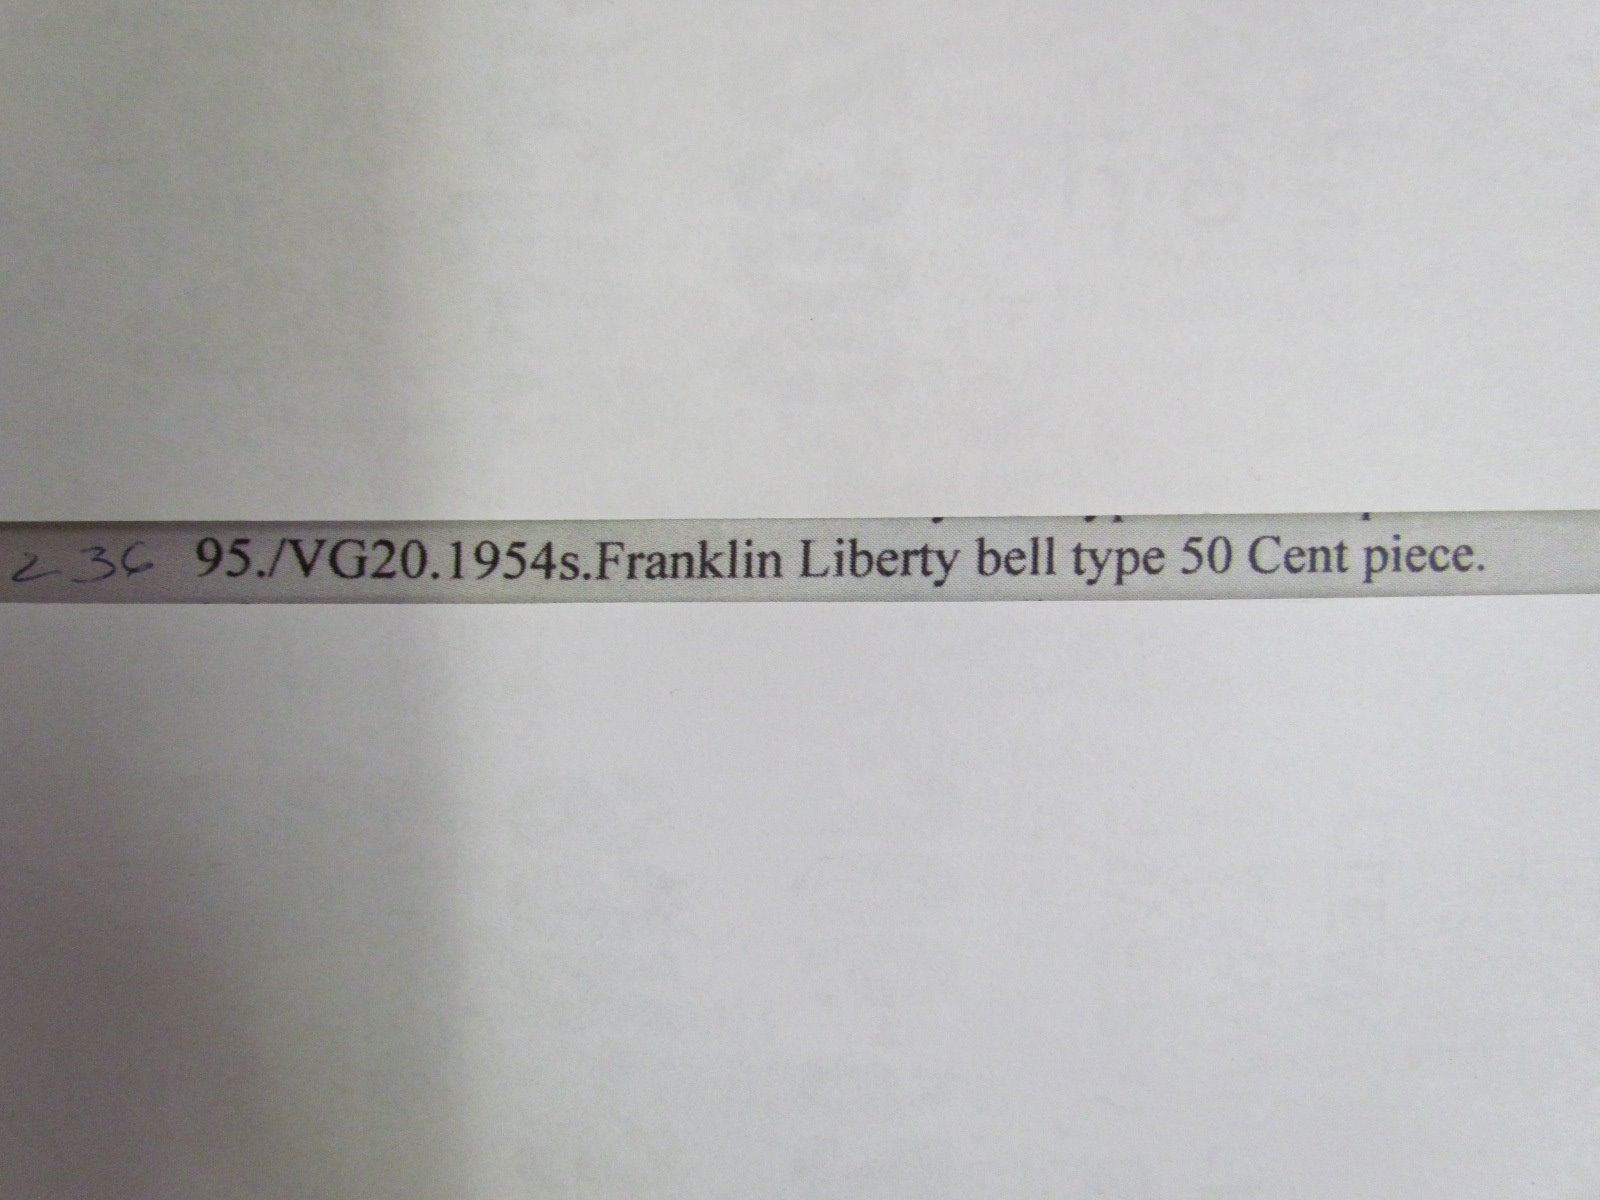 236 95./VG20.1954s.Franklin Liberty bell type 50 Cent piece.